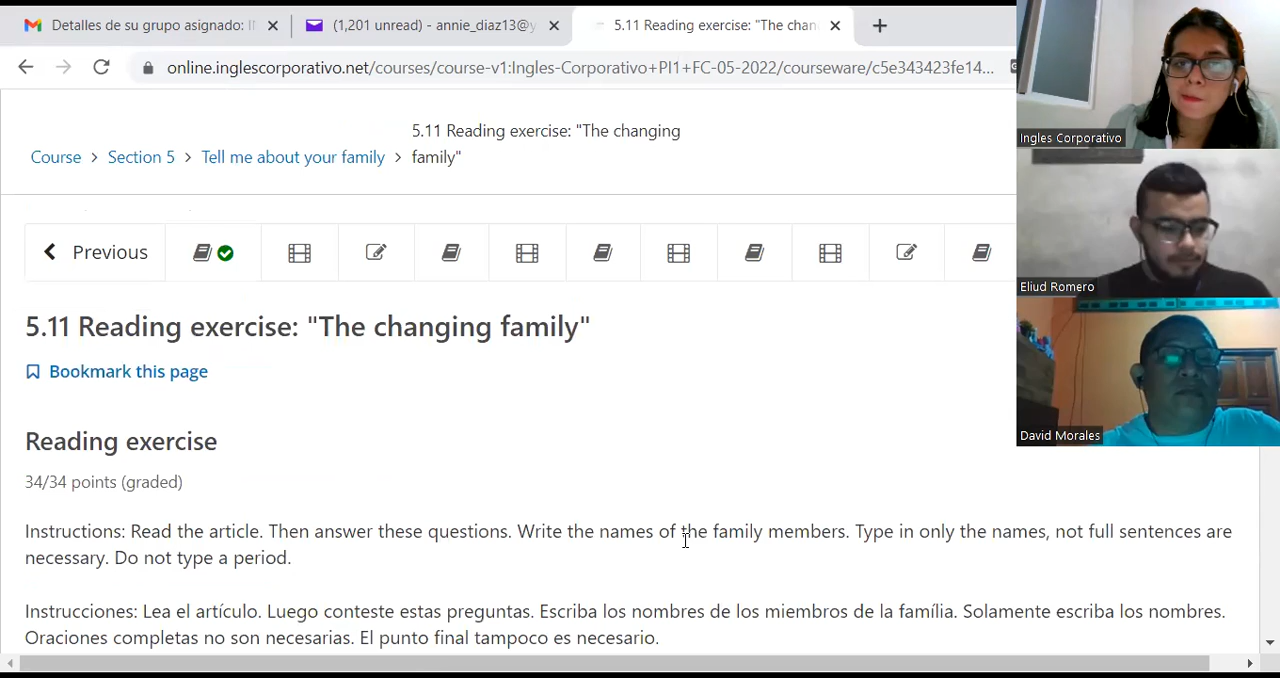 Detalles de su grupo asignado: I
(1,201 unread) - annie_diaz13@y
5.11 Reading exercise: "The chan
online.inglescorporativo.net/courses/course-v1:Ingles-Corporativo+PI1+FC-05-2022/courseware/c5e343423fe14...
Ingles Corporativo
5.11 Reading exercise: "The changing
Course > Section 5 > Tell me about your family > family"
Previous
Eliud Romero
5.11 Reading exercise: "The changing family"
Bookmark this page
David Morales
Reading exercise
34/34 points (graded)
Instructions: Read the article. Then answer these questions. Write the names of the family members. Type in only the names, not full sentences are
necessary. Do not type a period.
Instrucciones: Lea el artículo. Luego conteste estas preguntas. Escriba los nombres de los miembros de la família. Solamente escriba los nombres.
Oraciones completas no son necesarias. El punto final tampoco es necesario.